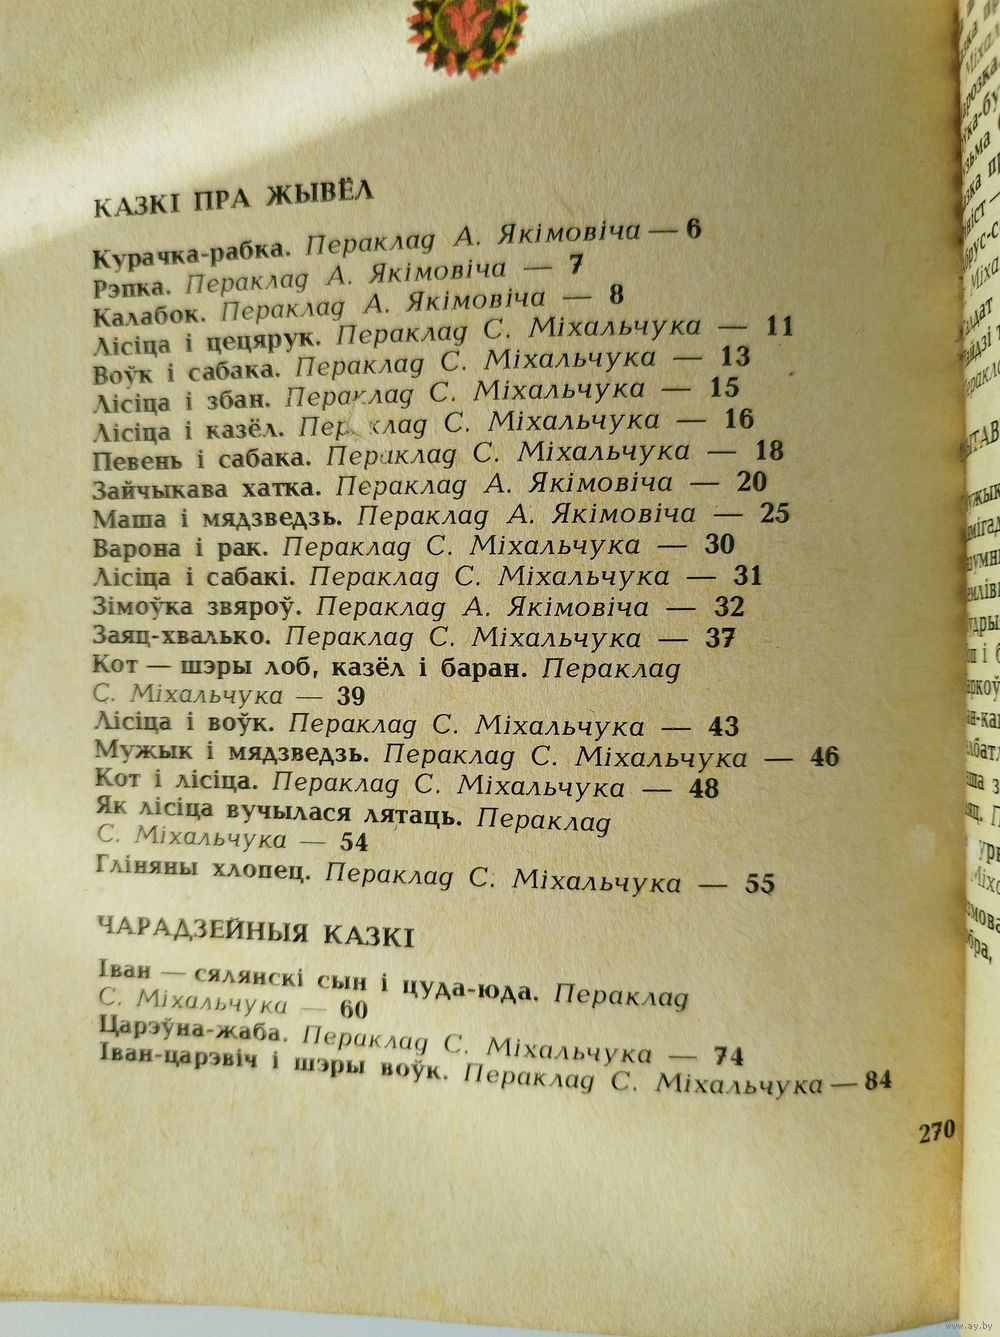 КАЗКІ ПРА ЖЫВЁЛ
Курачка-рабка. Пераклад А. Якімовіча — 6
Рэпка. Пераклад А. Якімовіча — 7
Калабок. Пераклад А. Якімовіча — 8
Лісіца і цецярук. Пераклад С. Міхальчука — 11
Воўк і сабака. Пераклад С. Міхальчука — 13
Лісіца і збан. Пераклад С. Міхальчука — 15
Лісіца і казёл. Пераклад С. Міхальчука — 16
Певень і сабака. Пераклад С. Міхальчука — 18
Зайчыкава хатка. Пераклад А. Якімовіча — 20
Маша і мядзведзь. Пераклад А. Якімовіча — 25
Варона і рак. Пераклад С. Міхальчука — 30
Лісіца і сабакі. Пераклад С. Міхальчука — 31
Зімоўка звяроў. Пераклад А. Якімовіча — 32
Заяц-хвалько. Пераклад С. Міхальчука — 37
Кот — шэры лоб, казёл і баран. Пераклад
С. Міхальчука — 39
Лісіца і воўк. Пераклад С. Міхальчука — 43
Мужык і мядзведзь. Пераклад С. Міхальчука — 46
Кот і лісіца. Пераклад С. Міхальчука — 48
Як лісіца вучылася лятаць. Пераклад
С. Міхальчука — 54
Гліняны хлопец. Пераклад С. Міхальчука — 55
ЧАРАДЗЕЙНЫЯ КАЗКІ
Іван — сялянскі сын і цуда-юда. Пераклад
С. Міхальчука — 60
Царэўна-жаба. Пераклад С. Міхальчука — 74
Іван-царэвіч і шэры воўк. Пераклад С. Міхальчука — 84
270
www.ay.by